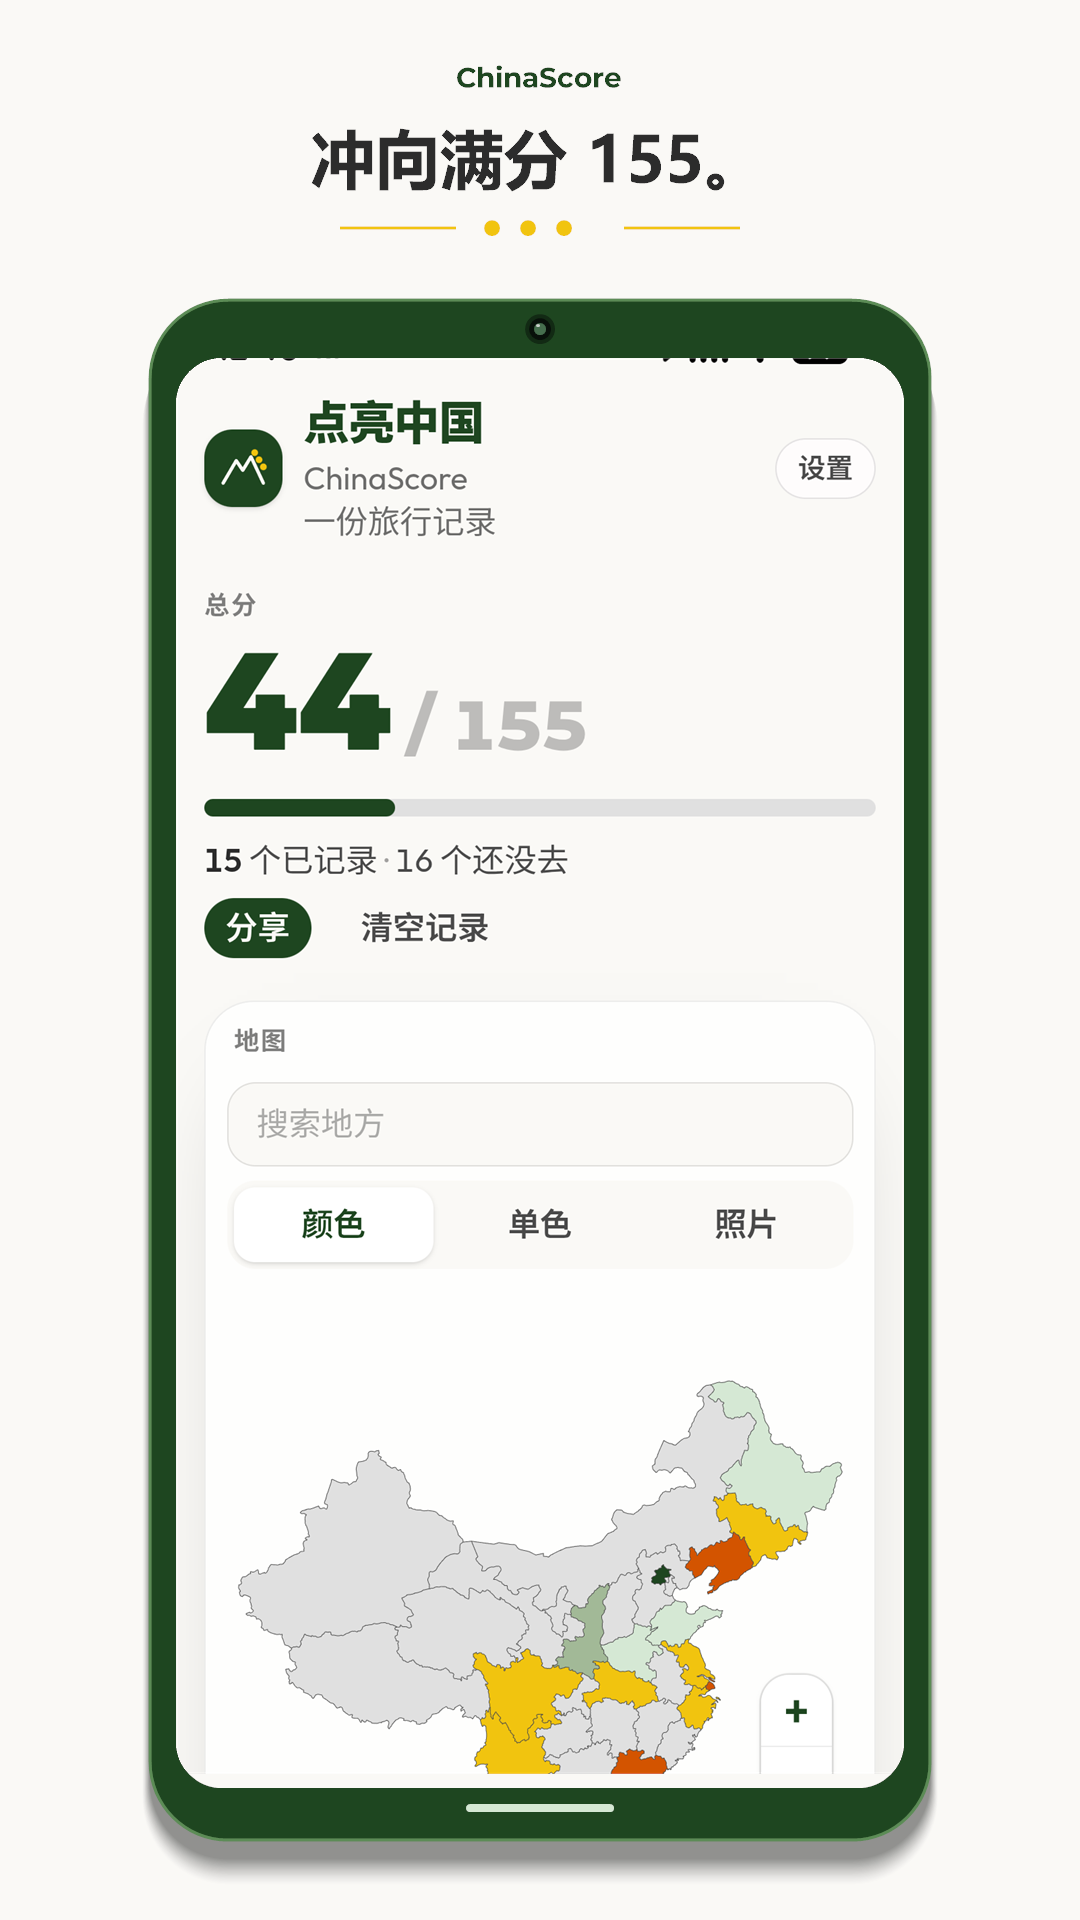 ChinaScore
冲向满分 155。
点亮中国
ChinaScore
一份旅行记录
设置
总分
44 / 155
15 个已记录 · 16 个还没去
分享
清空记录
地图
搜索地方
颜色
单色
照片
+